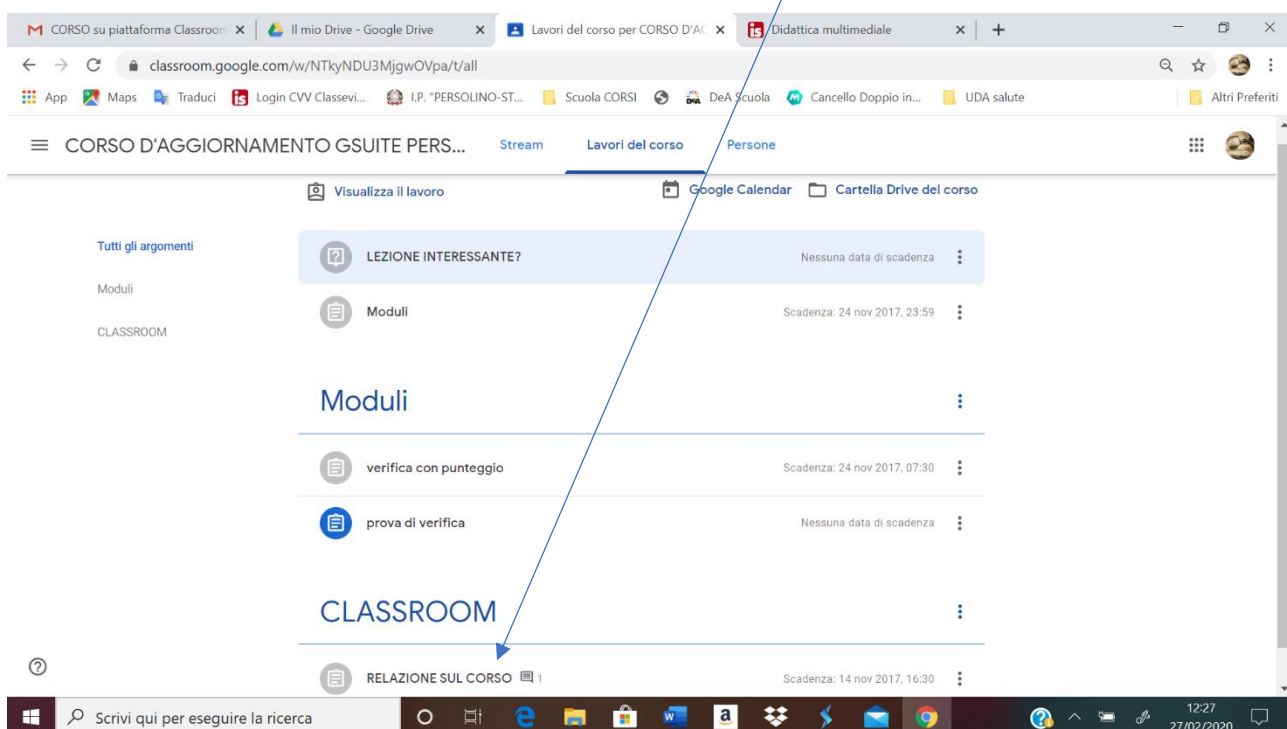 CORSO su piattaforma Classroom
Il mio Drive - Google Drive
Lavori del corso per CORSO D'AG
Didattica multimediale
classroom.google.com/w/NTkyNDU3MjgwOVpa/t/all
App Maps Traduci Login CVV Classevi... I.P. "PERSOLINO-ST... Scuola CORSI DeA Scuola Cancello Doppio in... UDA salute Altri Preferiti
CORSO D'AGGIORNAMENTO GSUITE PERS... Stream Lavori del corso Persone
Visualizza il lavoro Google Calendar Cartella Drive del corso
Tutti gli argomenti
Moduli
CLASSROOM
LEZIONE INTERESSANTE? Nessuna data di scadenza
Moduli Scadenza: 24 nov 2017, 23:59
Moduli
verifica con punteggio Scadenza: 24 nov 2017, 07:30
prova di verifica Nessuna data di scadenza
CLASSROOM
RELAZIONE SUL CORSO 1 Scadenza: 14 nov 2017, 16:30
Scrivi qui per eseguire la ricerca
12:27
27/02/2020